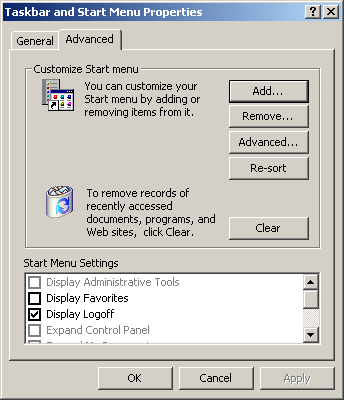 Taskbar and Start Menu Properties
General
Advanced
Customize Start menu
You can customize your
Start menu by adding or
removing items from it.
Add...
Remove...
Advanced...
Re-sort
To remove records of
recently accessed
documents, programs, and
Web sites, click Clear.
Clear
Start Menu Settings
Display Administrative Tools
Display Favorites
Display Logoff
Expand Control Panel
OK
Cancel
Apply